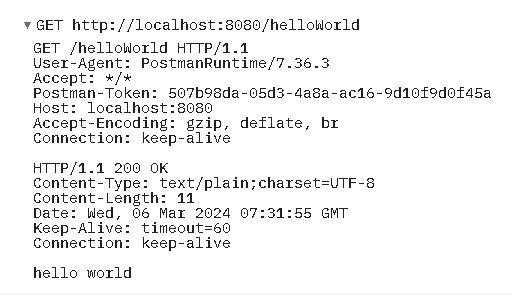 GET http://localhost:8080/helloWorld
GET /helloWorld HTTP/1.1
User-Agent: PostmanRuntime/7.36.3
Accept: */*
Postman-Token: 507b98da-05d3-4a8a-ac16-9d10f9d0f45a
Host: localhost:8080
Accept-Encoding: gzip, deflate, br
Connection: keep-alive
HTTP/1.1 200 OK
Content-Type: text/plain;charset=UTF-8
Content-Length: 11
Date: Wed, 06 Mar 2024 07:31:55 GMT
Keep-Alive: timeout=60
Connection: keep-alive
hello world